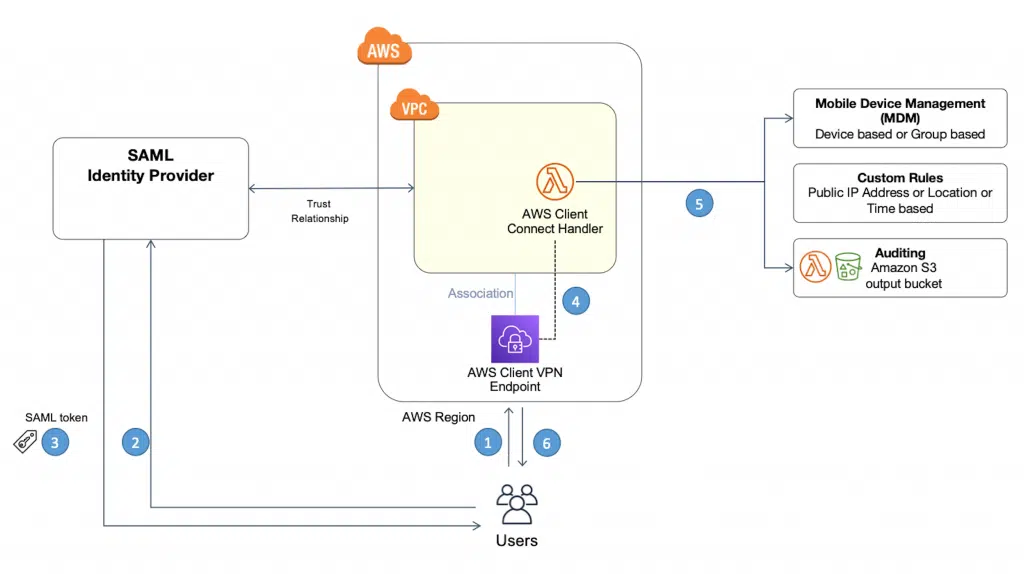 AWS
VPC
SAML
Identity Provider
Trust
Relationship
AWS Client
Connect Handler
Association
4
AWS Client VPN
Endpoint
AWS Region
5
Mobile Device Management
(MDM)
Device based or Group based
Custom Rules
Public IP Address or Location or
Time based
Auditing
Amazon S3
output bucket
SAML token
3
2
1
6
Users